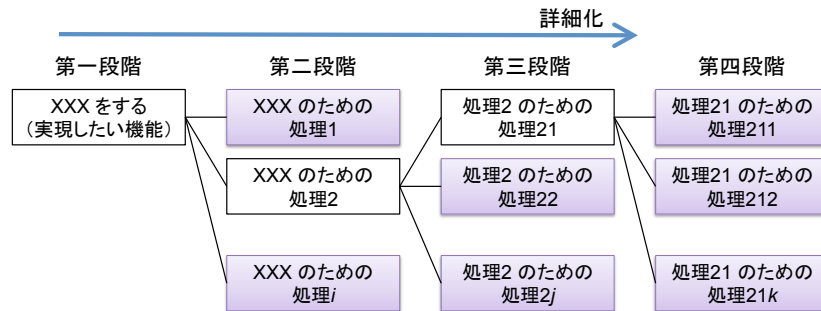 詳細化
第一段階
第二段階
第三段階
第四段階
XXX をする
（実現したい機能）
XXX のための
処理1
処理2 のための
処理21
処理21 のための
処理211
XXX のための
処理2
処理2 のための
処理22
処理21 のための
処理212
XXX のための
処理i
処理2 のための
処理2j
処理21 のための
処理21k